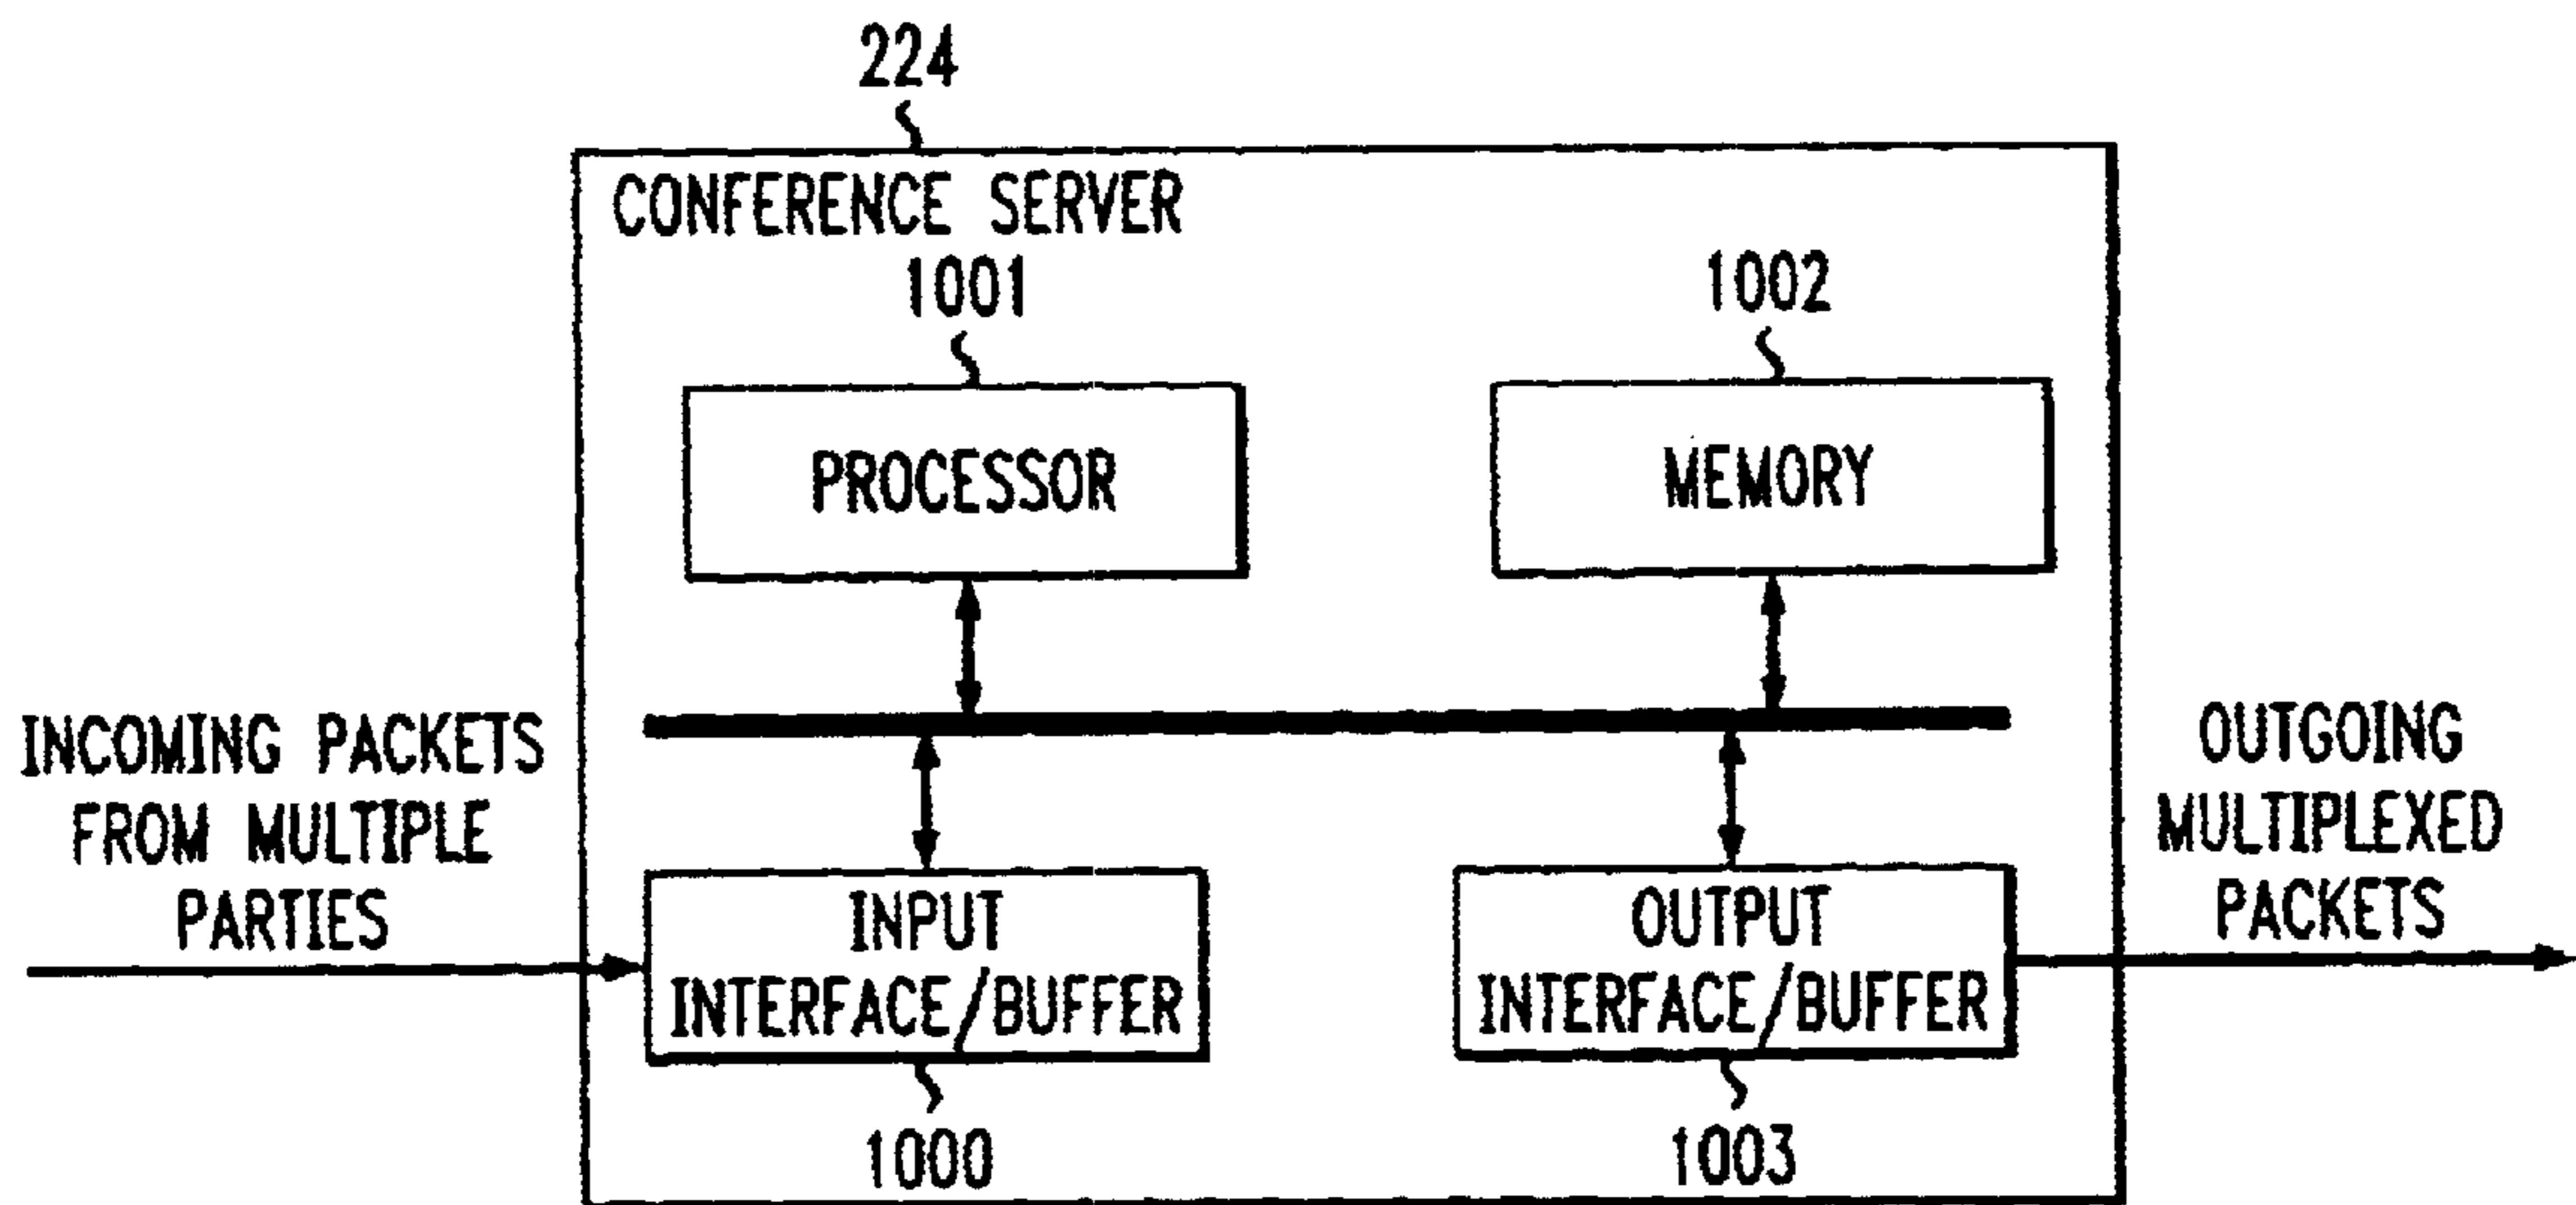 224
CONFERENCE SERVER
1001
1002
PROCESSOR
MEMORY
INCOMING PACKETS
FROM MULTIPLE
PARTIES
OUTGOING
MULTIPLEXED
PACKETS
INPUT
INTERFACE/BUFFER
OUTPUT
INTERFACE/BUFFER
1000
1003